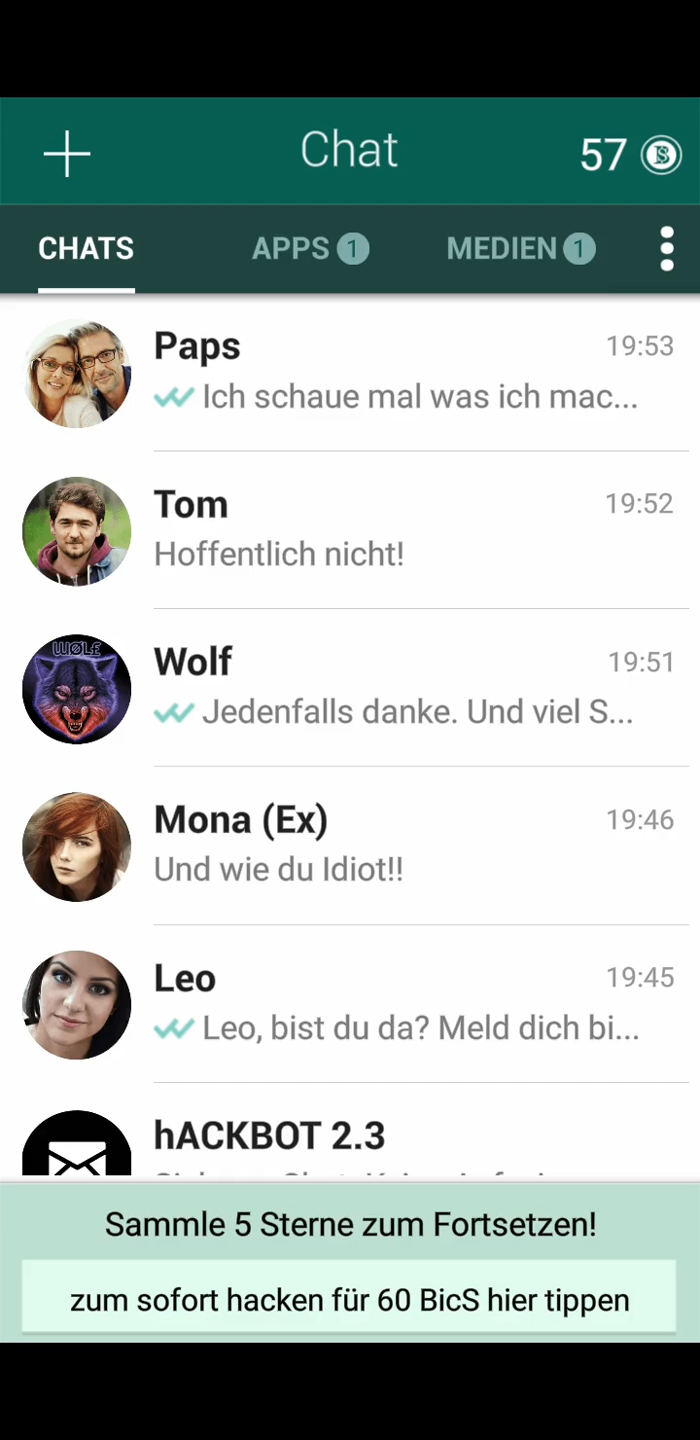 Chat
57
CHATS
APPS 1
MEDIEN 1
Paps
19:53
Ich schaue mal was ich mac...
Tom
19:52
Hoffentlich nicht!
WØLF
Wolf
19:51
Jedenfalls danke. Und viel S...
Mona (Ex)
19:46
Und wie du Idiot!!
Leo
19:45
Leo, bist du da? Meld dich bi...
hACKBOT 2.3
Sammle 5 Sterne zum Fortsetzen!
zum sofort hacken für 60 BicS hier tippen